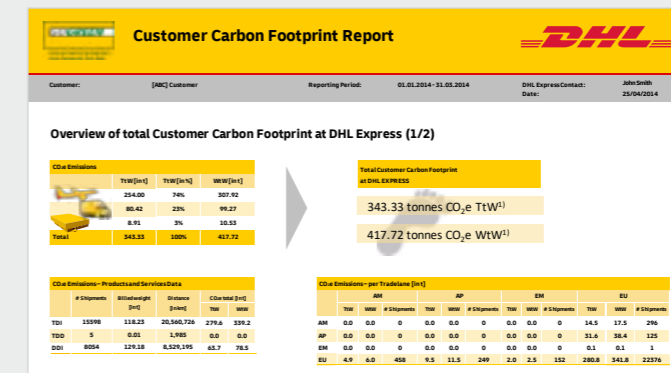 Customer Carbon Footprint Report
DHL
Customer: [ABC] Customer Reporting Period: 01.01.2014-31.03.2014 DHL Express Contact: John Smith
Date: 25/04/2014
Overview of total Customer Carbon Footprint at DHL Express (1/2)
CO₂e Emissions
TtW [in t] TtW [in %] WtW [in t]
254.00 74% 307.92
80.42 23% 99.27
8.91 3% 10.53
Total 343.33 100% 417.72
Total Customer Carbon Footprint
at DHL EXPRESS
343.33 tonnes CO₂e TtW¹⁾
417.72 tonnes CO₂e WtW¹⁾
CO₂e Emissions – Products and Services Data
# Shipments Billed weight [in t] Distance [in km] CO₂e total [in t]
TtW WtW
TDI 15598 118.23 20,560,726 279.6 339.2
TDD 5 0.01 1,985 0.0 0.0
DDI 8054 129.18 8,529,195 63.7 78.5
CO₂e Emissions – per Tradelane [in t]
AM AP EM EU
TtW WtW # Shipments TtW WtW # Shipments TtW WtW # Shipments TtW WtW # Shipments
AM 0.0 0.0 0 0.0 0.0 0 0.0 0.0 0 14.5 17.5 296
AP 0.0 0.0 0 0.0 0.0 0 0.0 0.0 0 31.6 38.4 125
EM 0.0 0.0 0 0.0 0.0 0 0.0 0.0 0 0.1 0.1 1
EU 4.9 6.0 458 9.5 11.5 249 2.0 2.5 152 280.8 341.8 22376